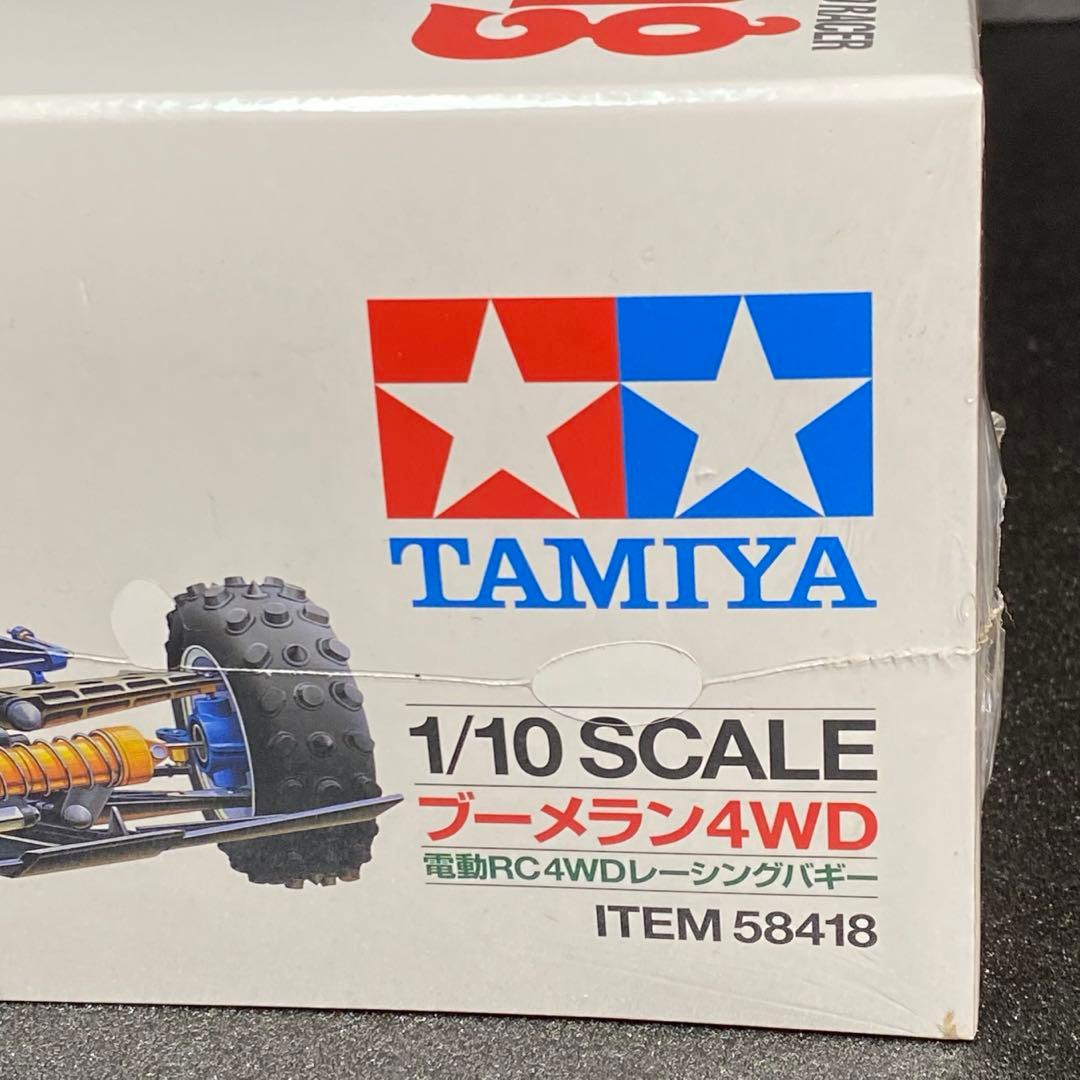 RACER
TAMIYA
1/10 SCALE
ブーメラン4WD
電動RC4WDレーシングバギー
ITEM 58418